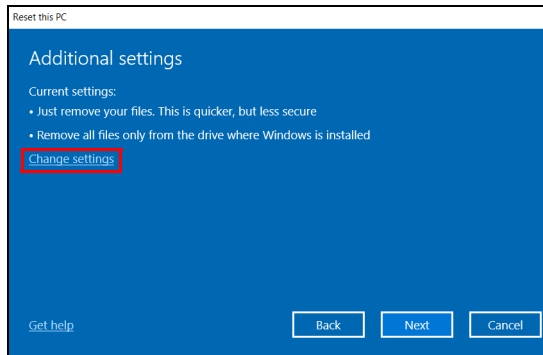 Reset this PC
Additional settings
Current settings:
• Just remove your files. This is quicker, but less secure
• Remove all files only from the drive where Windows is installed
Change settings
Get help
Back
Next
Cancel